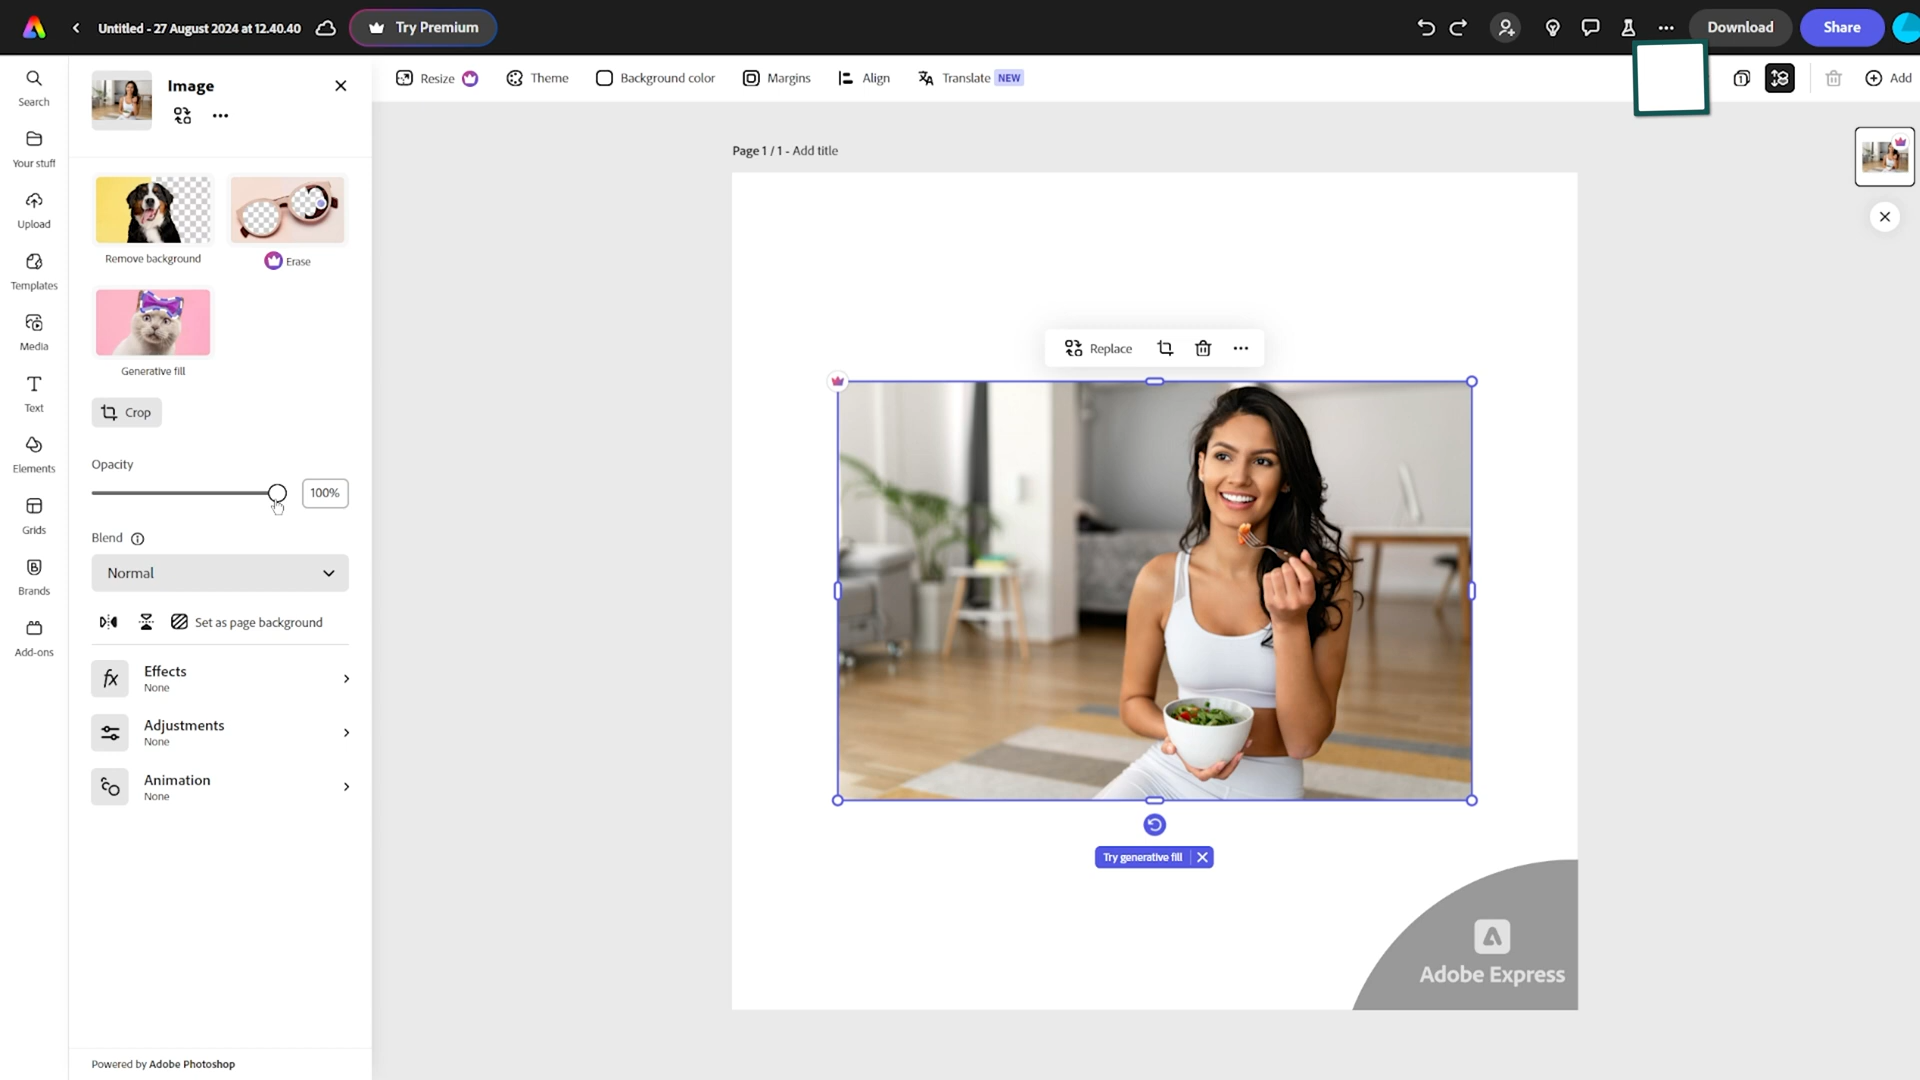 Untitled - 27 August 2024 at 12.40.40
Try Premium
Download
Share
Search
Your stuff
Upload
Templates
Media
Text
Elements
Grids
Brands
Add-ons
Image
Remove background
Erase
Generative fill
Crop
Opacity
100%
Blend
Normal
Set as page background
Effects
None
Adjustments
None
Animation
None
Powered by Adobe Photoshop
Resize
Theme
Background color
Margins
Align
Translate NEW
1
Add
Page 1 / 1 - Add title
Replace
Try generative fill
Adobe Express